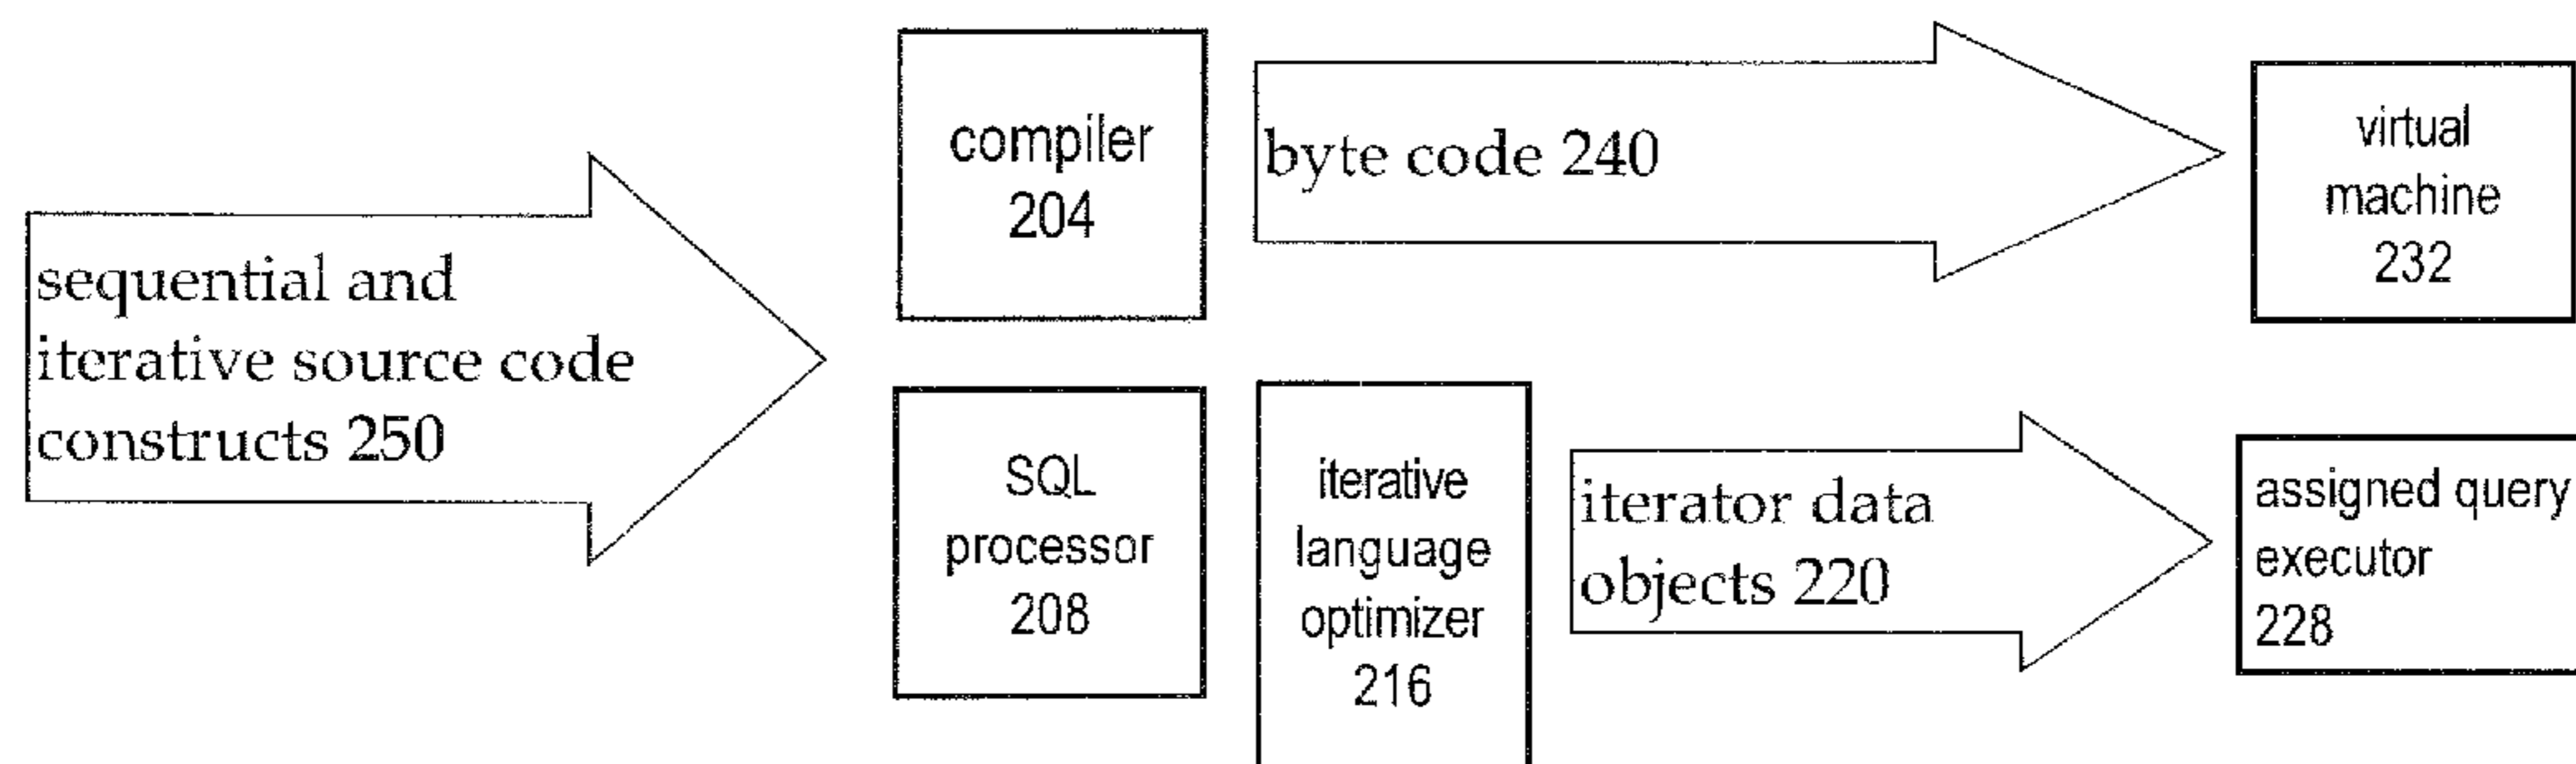 sequential and
iterative source code
constructs 250
compiler
204
byte code 240
virtual
machine
232
SQL
processor
208
iterative
language
optimizer
216
iterator data
objects 220
assigned query
executor
228